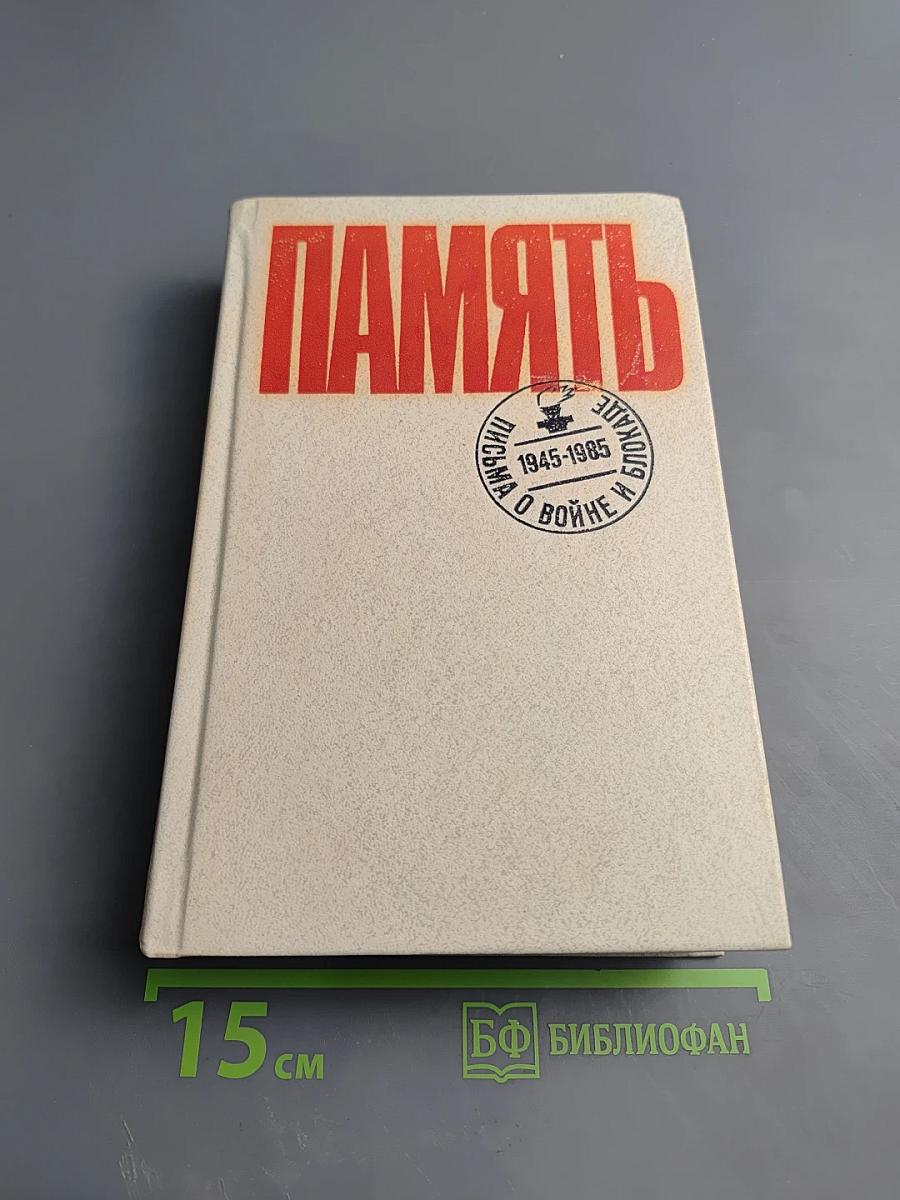 ПАМЯТЬ
ПИСЬМА О ВОЙНЕ И БЛОКАДЕ
1945-1985
15 см
БФ БИБЛИОФАН